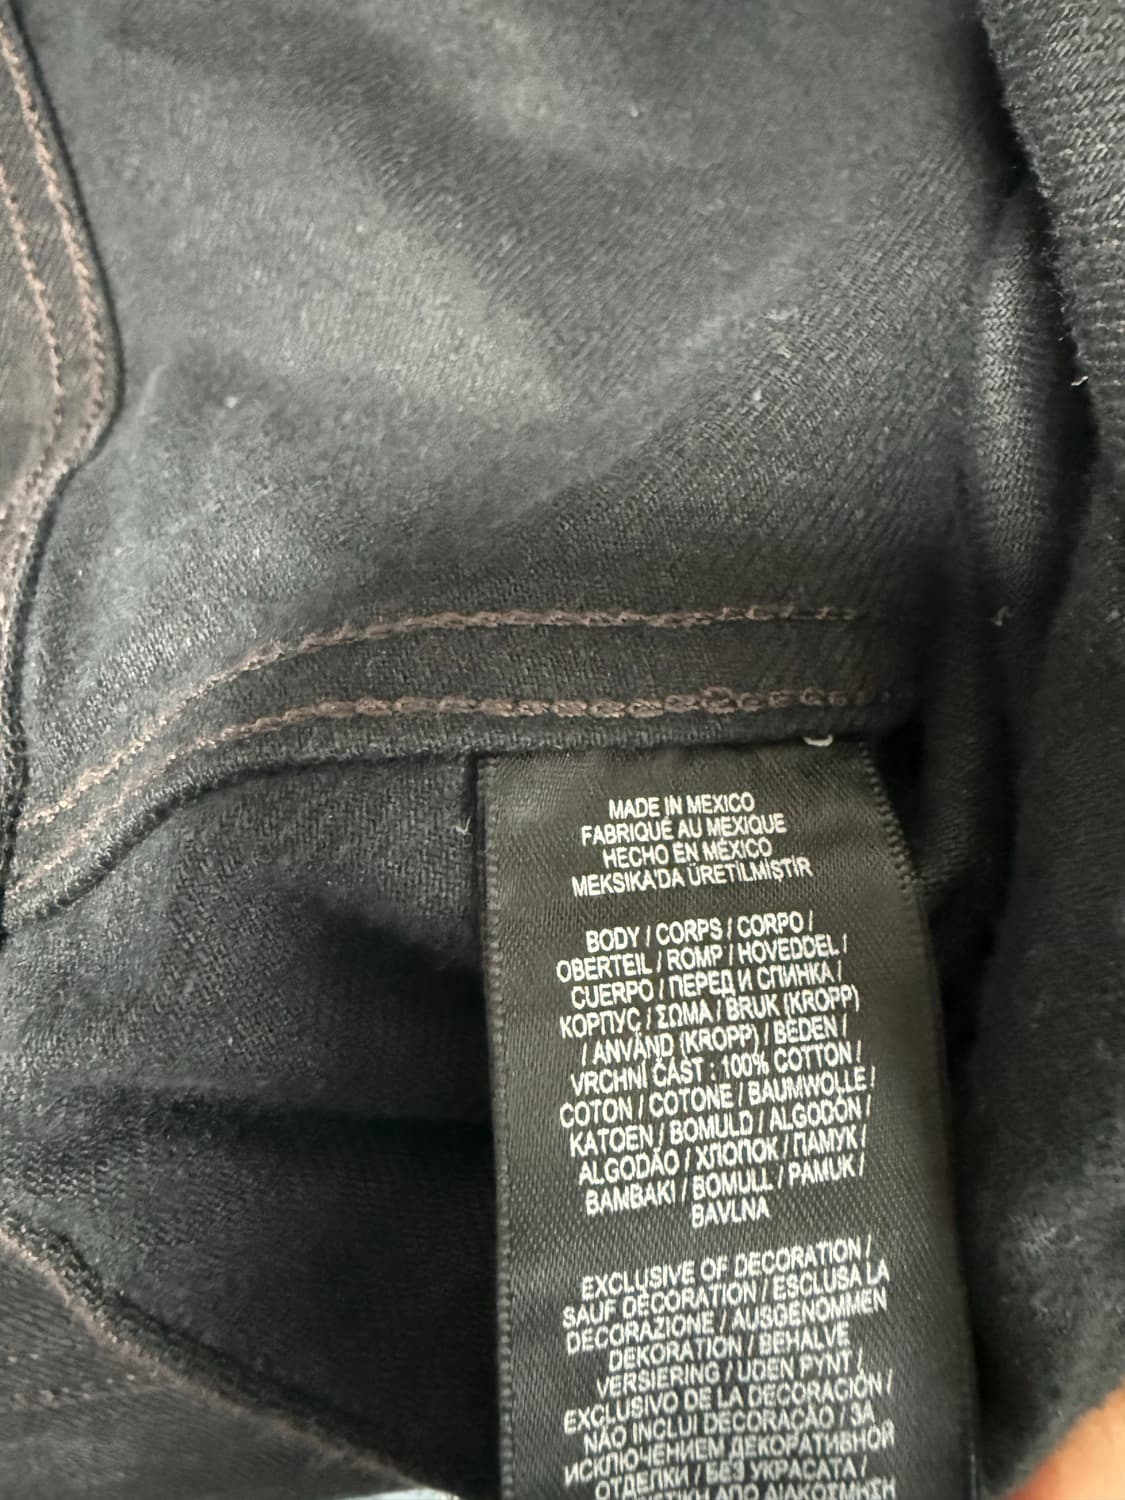 MADE IN MEXICO
FABRIQUÉ AU MEXIQUE
HECHO EN MÉXICO
MEKSIKA'DA ÜRETİLMİŞTİR
BODY / CORPS / CORPO /
OBERTEIL / ROMP / HOVEDDEL /
CUERPO / ПЕРЕД И СПИНКА /
КОРПУС / ΣΩΜΑ / BRUK (KROPP)
/ ANVÄND (KROPP) / BEDEN /
VRCHNÍ ČÁST : 100% COTTON /
COTON / COTONE / BAUMWOLLE /
KATOEN / BOMULD / ALGODÓN /
ALGODÃO / ХЛОПОК / ПАМУК /
BAMBAKI / BOMULL / PAMUK /
BAVLNA
EXCLUSIVE OF DECORATION /
SAUF DÉCORATION / ESCLUSA LA
DECORAZIONE / AUSGENOMMEN
DEKORATION / BEHALVE
VERSIERING / UDEN PYNT /
EXCLUSIVO DE LA DECORACIÓN /
NÃO INCLUI DECORAÇÃO / ЗА
ИСКЛЮЧЕНИЕМ ДЕКОРАТИВНОЙ
ОТДЕЛКИ / БЕЗ УКРАСАТА /
ΑΠΟ ΔΙΑΚΟΣΜΗΣΗ